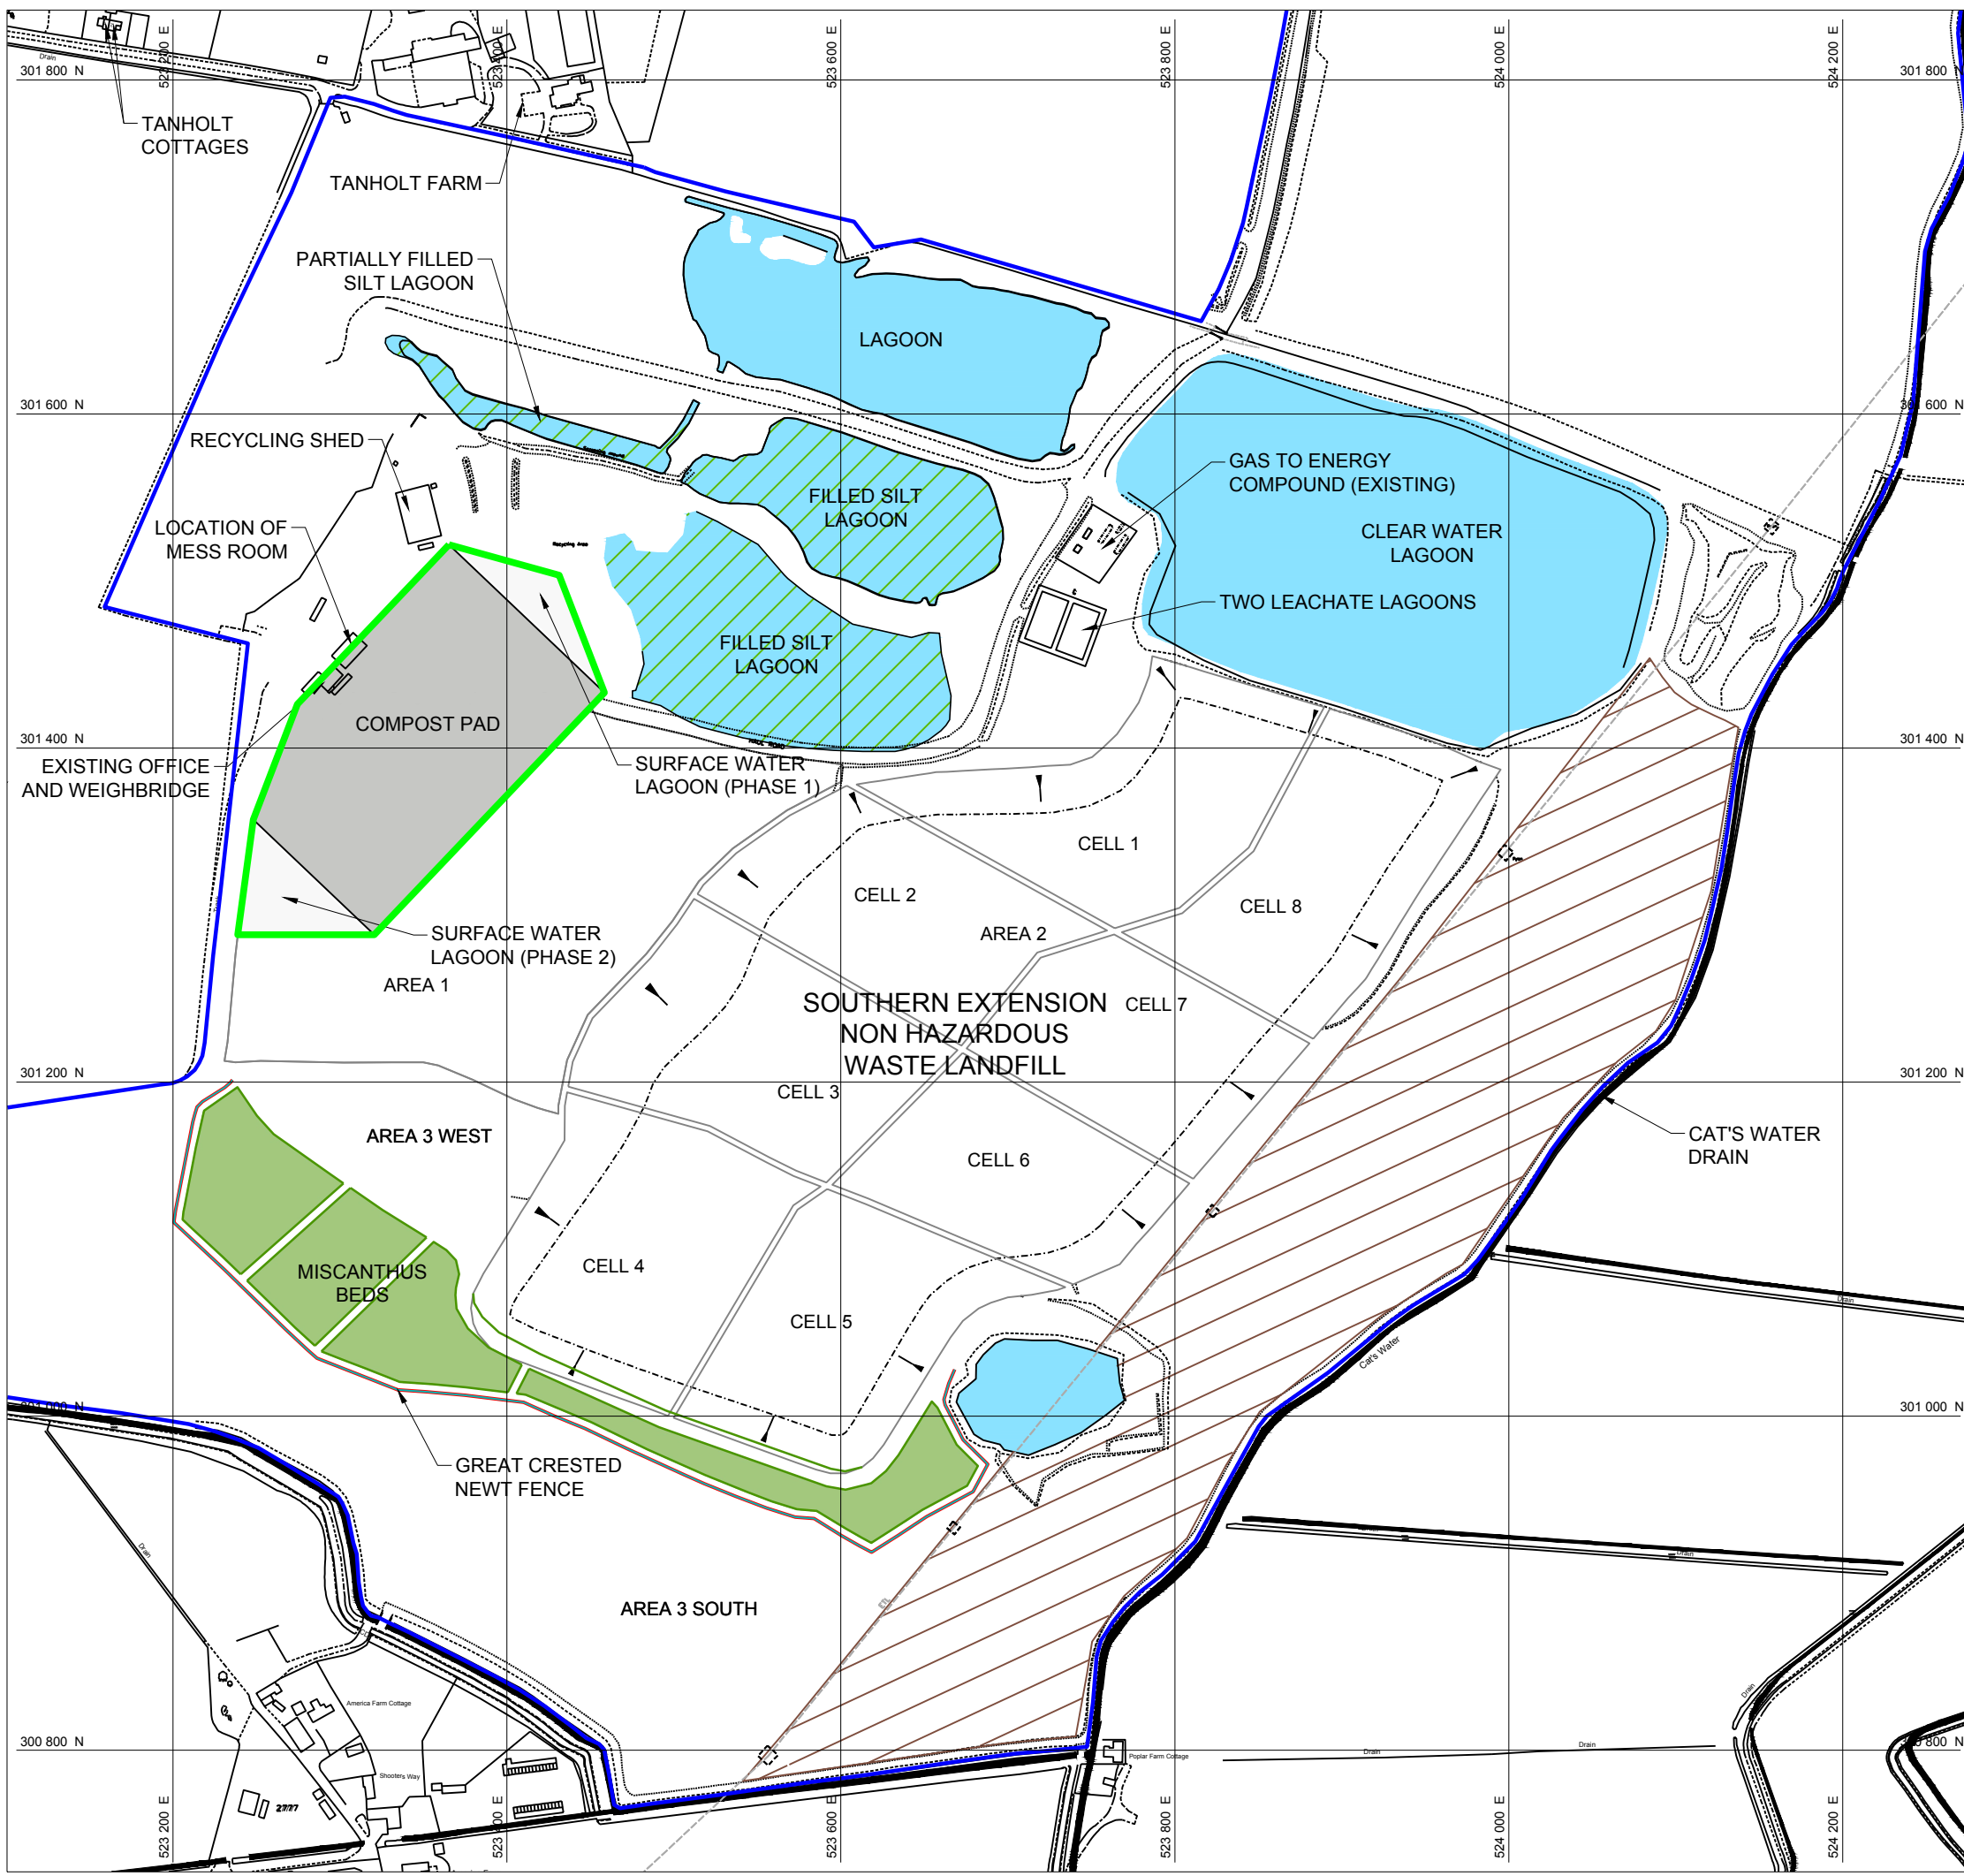 523 200 E
523 400 E
523 600 E
523 800 E
524 000 E
524 200 E
Drain
301 800 N
301 800 N
TANHOLT
COTTAGES
TANHOLT FARM
PARTIALLY FILLED
SILT LAGOON
LAGOON
301 600 N
301 600 N
RECYCLING SHED
GAS TO ENERGY
COMPOUND (EXISTING)
FILLED SILT
LAGOON
LOCATION OF
MESS ROOM
CLEAR WATER
LAGOON
TWO LEACHATE LAGOONS
FILLED SILT
LAGOON
COMPOST PAD
HAUL ROAD
301 400 N
301 400 N
EXISTING OFFICE
AND WEIGHBRIDGE
SURFACE WATER
LAGOON (PHASE 1)
CELL 1
CELL 2
CELL 8
SURFACE WATER
LAGOON (PHASE 2)
AREA 2
AREA 1
SOUTHERN EXTENSION
NON HAZARDOUS
WASTE LANDFILL
CELL 7
301 200 N
301 200 N
CELL 3
AREA 3 WEST
CAT'S WATER
DRAIN
CELL 6
MISCANTHUS
BEDS
CELL 4
Drain
CELL 5
Cat's Water
301 000 N
301 000 N
GREAT CRESTED
NEWT FENCE
Drain
Drain
AREA 3 SOUTH
America Farm Cottage
Drain
300 800 N
300 800 N
Poplar Farm Cottage
Drain
Drain
Shooters Way
523 200 E
523 400 E
523 600 E
523 800 E
524 000 E
524 200 E